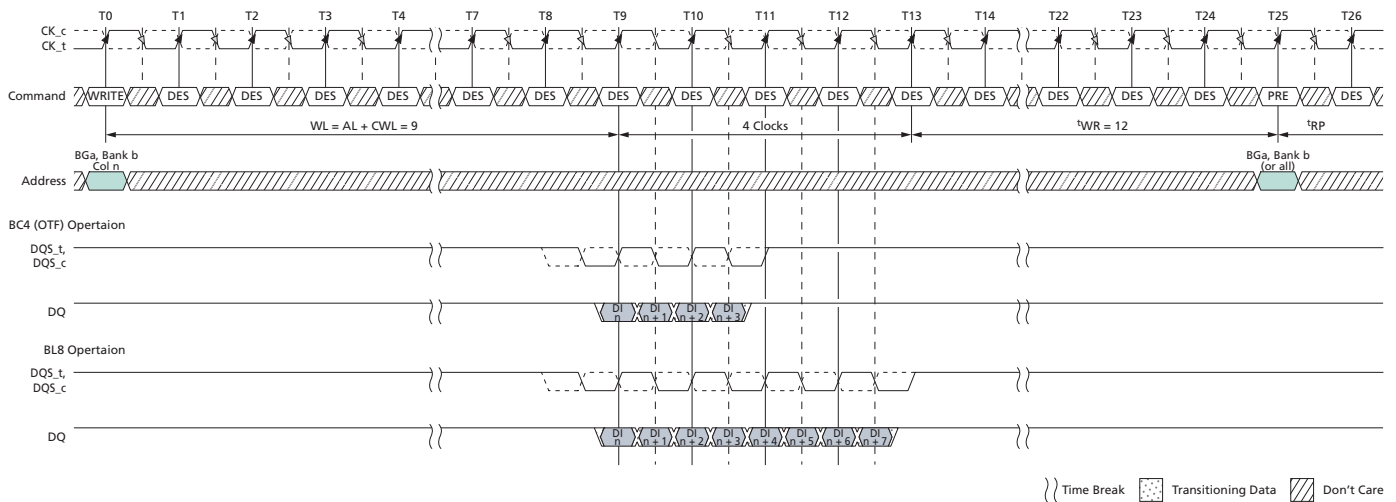 T0 T1 T2 T3 T4 T7 T8 T9 T10 T11 T12 T13 T14 T22 T23 T24 T25 T26
CK_c
CK_t
Command WRITE DES DES DES DES DES DES DES DES DES DES DES DES DES DES DES PRE DES
WL = AL + CWL = 9 4 Clocks tWR = 12 tRP
BGa, Bank b
Col n
BGa, Bank b
(or all)
Address
BC4 (OTF) Opertaion
DQS_t,
DQS_c
DQ
DI n DI n + 1 DI n + 2 DI n + 3
BL8 Opertaion
DQS_t,
DQS_c
DQ
DI n DI n + 1 DI n + 2 DI n + 3 DI n + 4 DI n + 5 DI n + 6 DI n + 7
Time Break Transitioning Data Don't Care